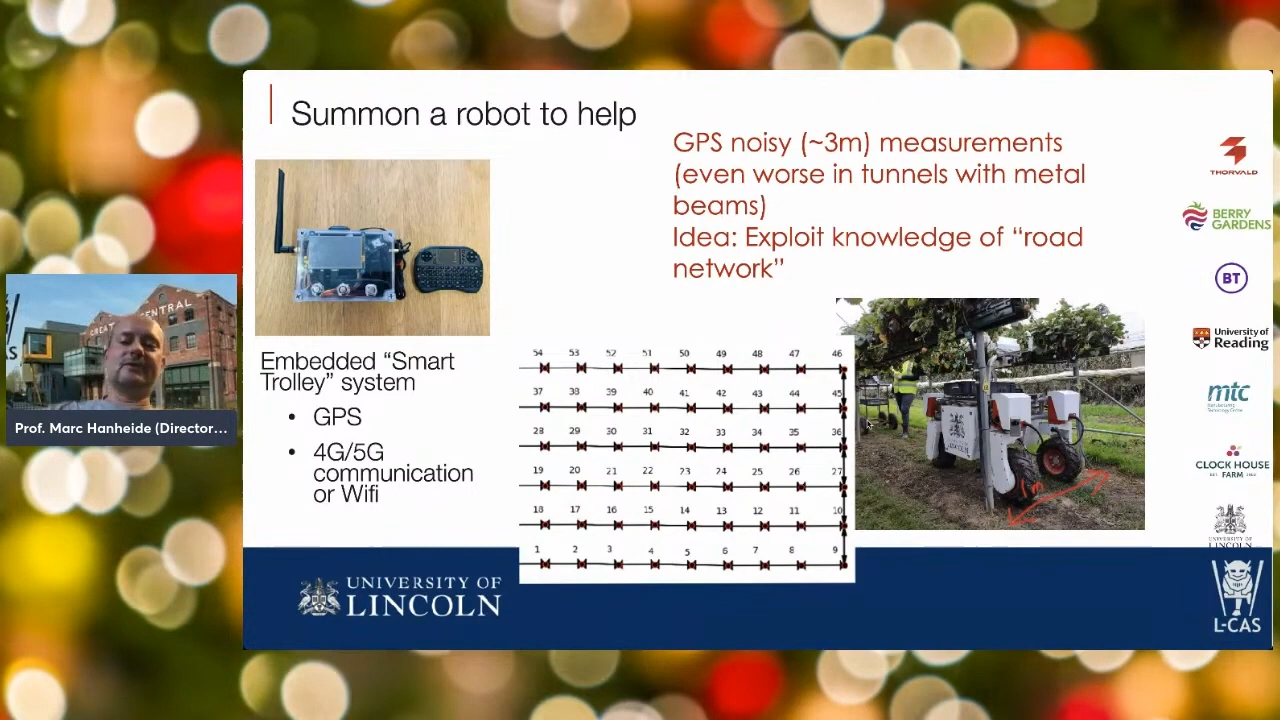 Summon a robot to help
GPS noisy (~3m) measurements
(even worse in tunnels with metal
beams)
Idea: Exploit knowledge of “road
network”
Embedded “Smart
Trolley” system
• GPS
• 4G/5G
communication
or Wifi
54 53 52 51 50 49 48 47 46
37 38 39 40 41 42 43 44 45
28 29 30 31 32 33 34 35 36
19 20 21 22 23 24 25 26 27
18 17 16 15 14 13 12 11 10
1 2 3 4 5 6 7 8 9
1m
THORVALD
BERRY
GARDENS
BT
University of
Reading
mtc
CLOCK HOUSE
FARM
UNIVERSITY OF
LINCOLN
UNIVERSITY OF
LINCOLN
L-CAS
Prof. Marc Hanheide (Director...